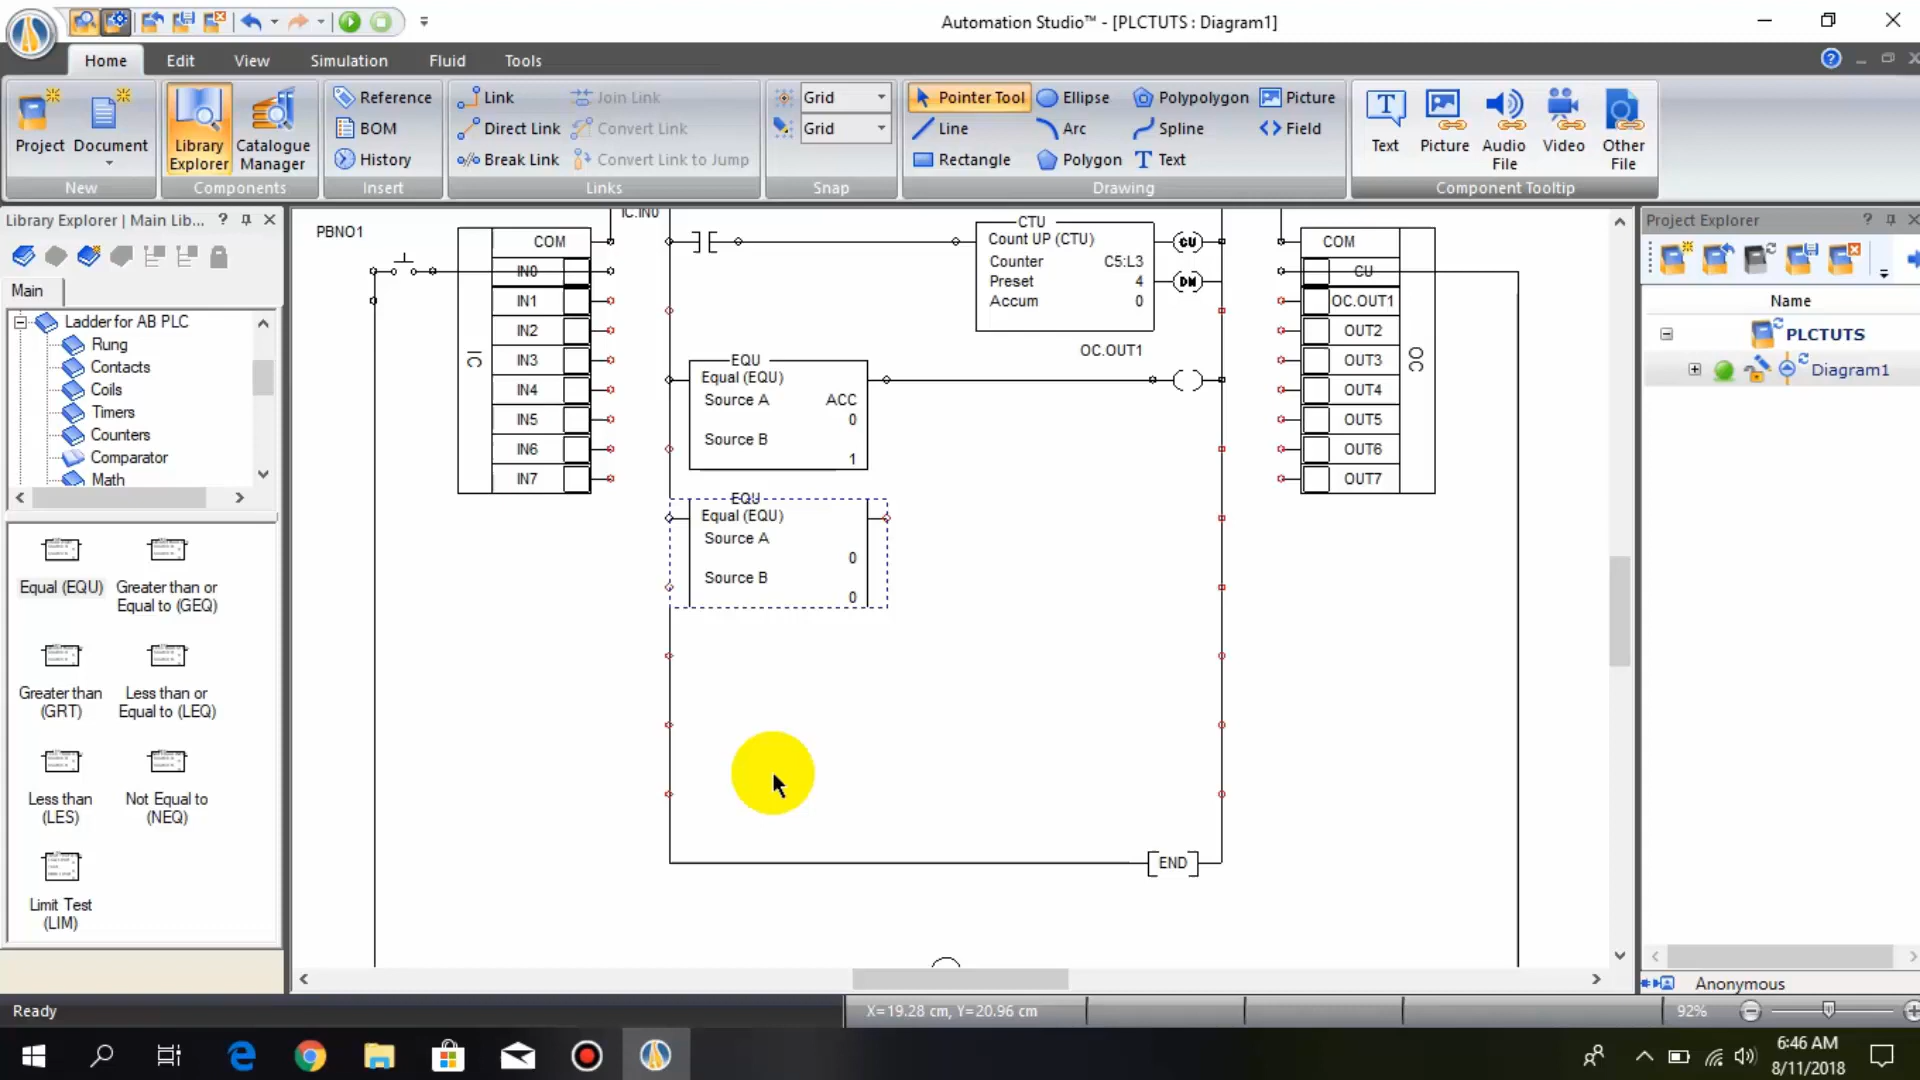 Automation Studio™ - [PLCTUTS : Diagram1]
Home
Edit
View
Simulation
Fluid
Tools
Project
Document
New
Library Explorer
Catalogue Manager
Components
Reference
BOM
History
Insert
Link
Join Link
Direct Link
Convert Link
Break Link
Convert Link to Jump
Links
Grid
Grid
Snap
Pointer Tool
Ellipse
Polypolygon
Picture
Line
Arc
Spline
Field
Rectangle
Polygon
Text
Drawing
Text
Picture
Audio File
Video
Other File
Component Tooltip
Library Explorer | Main Lib...
Main
Ladder for AB PLC
Rung
Contacts
Coils
Timers
Counters
Comparator
Math
Equal (EQU)
Greater than or Equal to (GEQ)
Greater than (GRT)
Less than or Equal to (LEQ)
Less than (LES)
Not Equal to (NEQ)
Limit Test (LIM)
PBNO1
IC
COM
IN0
IN1
IN2
IN3
IN4
IN5
IN6
IN7
IC.IN0
CTU
Count UP (CTU)
Counter C5:L3
Preset 4
Accum 0
CU
DN
OC.OUT1
EQU
Equal (EQU)
Source A ACC
0
Source B
1
EQU
Equal (EQU)
Source A
0
Source B
0
END
COM
CU
OC.OUT1
OUT2
OUT3
OUT4
OUT5
OUT6
OUT7
OC
Project Explorer
Name
PLCTUTS
Diagram1
Anonymous
Ready
X=19.28 cm, Y=20.96 cm
92%
6:46 AM
8/11/2018